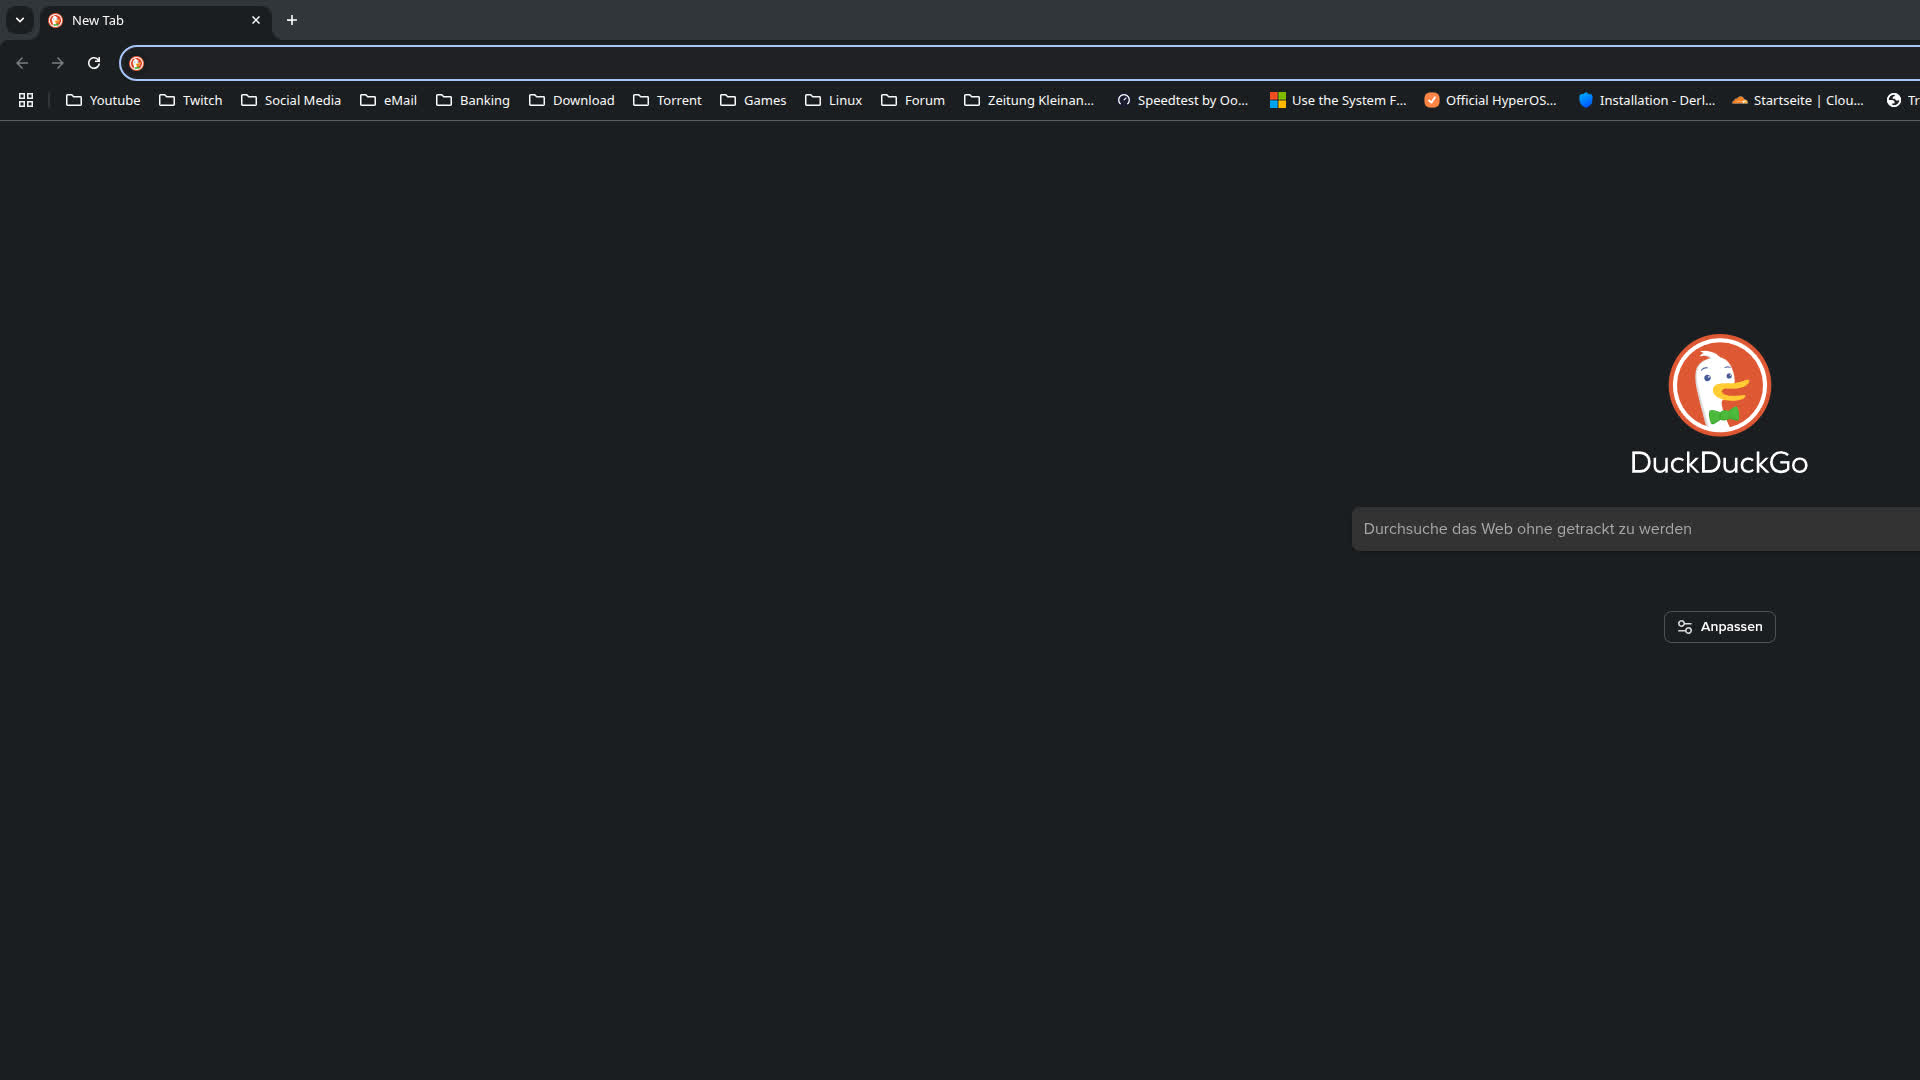 New Tab
Youtube Twitch Social Media eMail Banking Download Torrent Games Linux Forum Zeitung Kleinan... Speedtest by Oo... Use the System F... Official HyperOS... Installation - Derl... Startseite | Clou... Tr
DuckDuckGo
Durchsuche das Web ohne getrackt zu werden
Anpassen